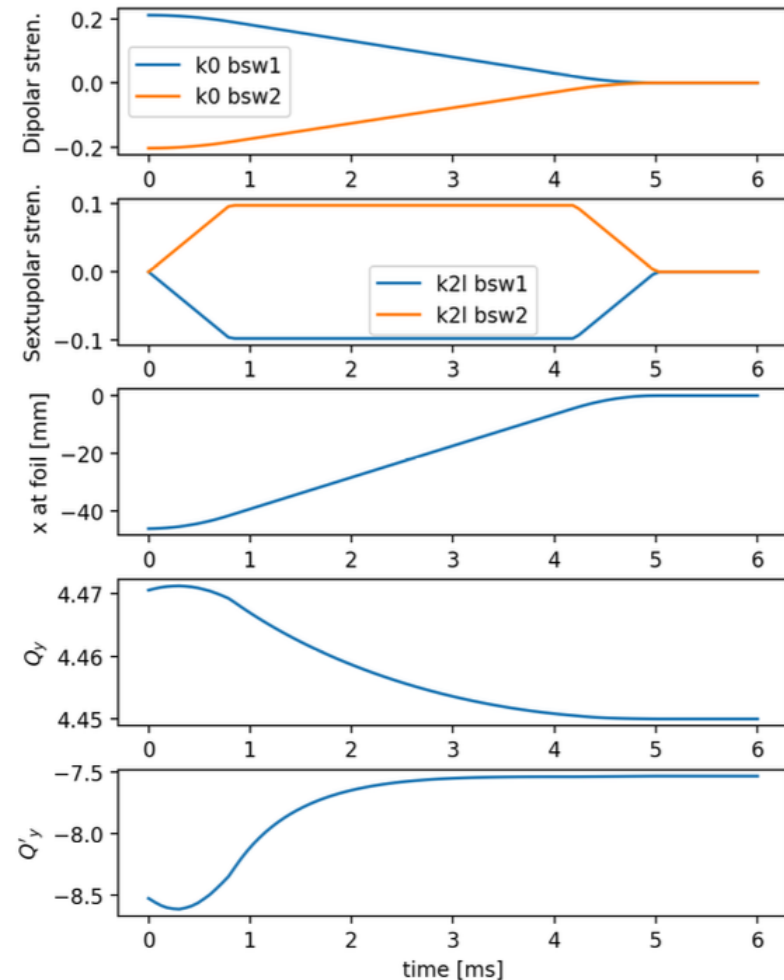 Dipolar stren.
0.2
0.0
−0.2
k0 bsw1
k0 bsw2
0 1 2 3 4 5 6
Sextupolar stren.
0.1
0.0
−0.1
k2l bsw1
k2l bsw2
0 1 2 3 4 5 6
x at foil [mm]
0
−20
−40
0 1 2 3 4 5 6
Qy
4.47
4.46
4.45
0 1 2 3 4 5 6
Q′y
−7.5
−8.0
−8.5
0 1 2 3 4 5 6
time [ms]